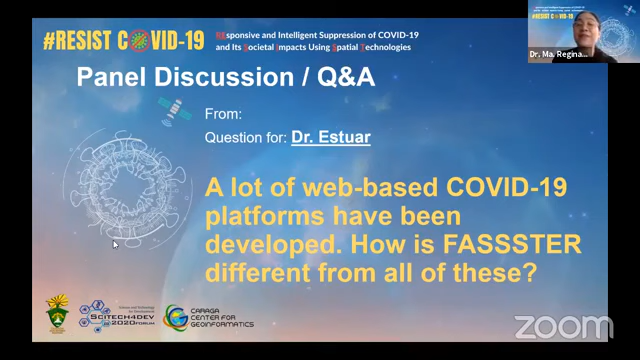 #RESIST COVID-19
REsponsive and Intelligent Suppression of COVID-19
and Its Societal Impacts Using Spatial Technologies
Dr. Ma. Regina...
Panel Discussion / Q&A
From:
Question for: Dr. Estuar
A lot of web-based COVID-19
platforms have been
developed. How is FASSSTER
different from all of these?
SCITECH4DEV
2020 FORUM
CARAGA
CENTER FOR
GEOINFORMATICS
zoom